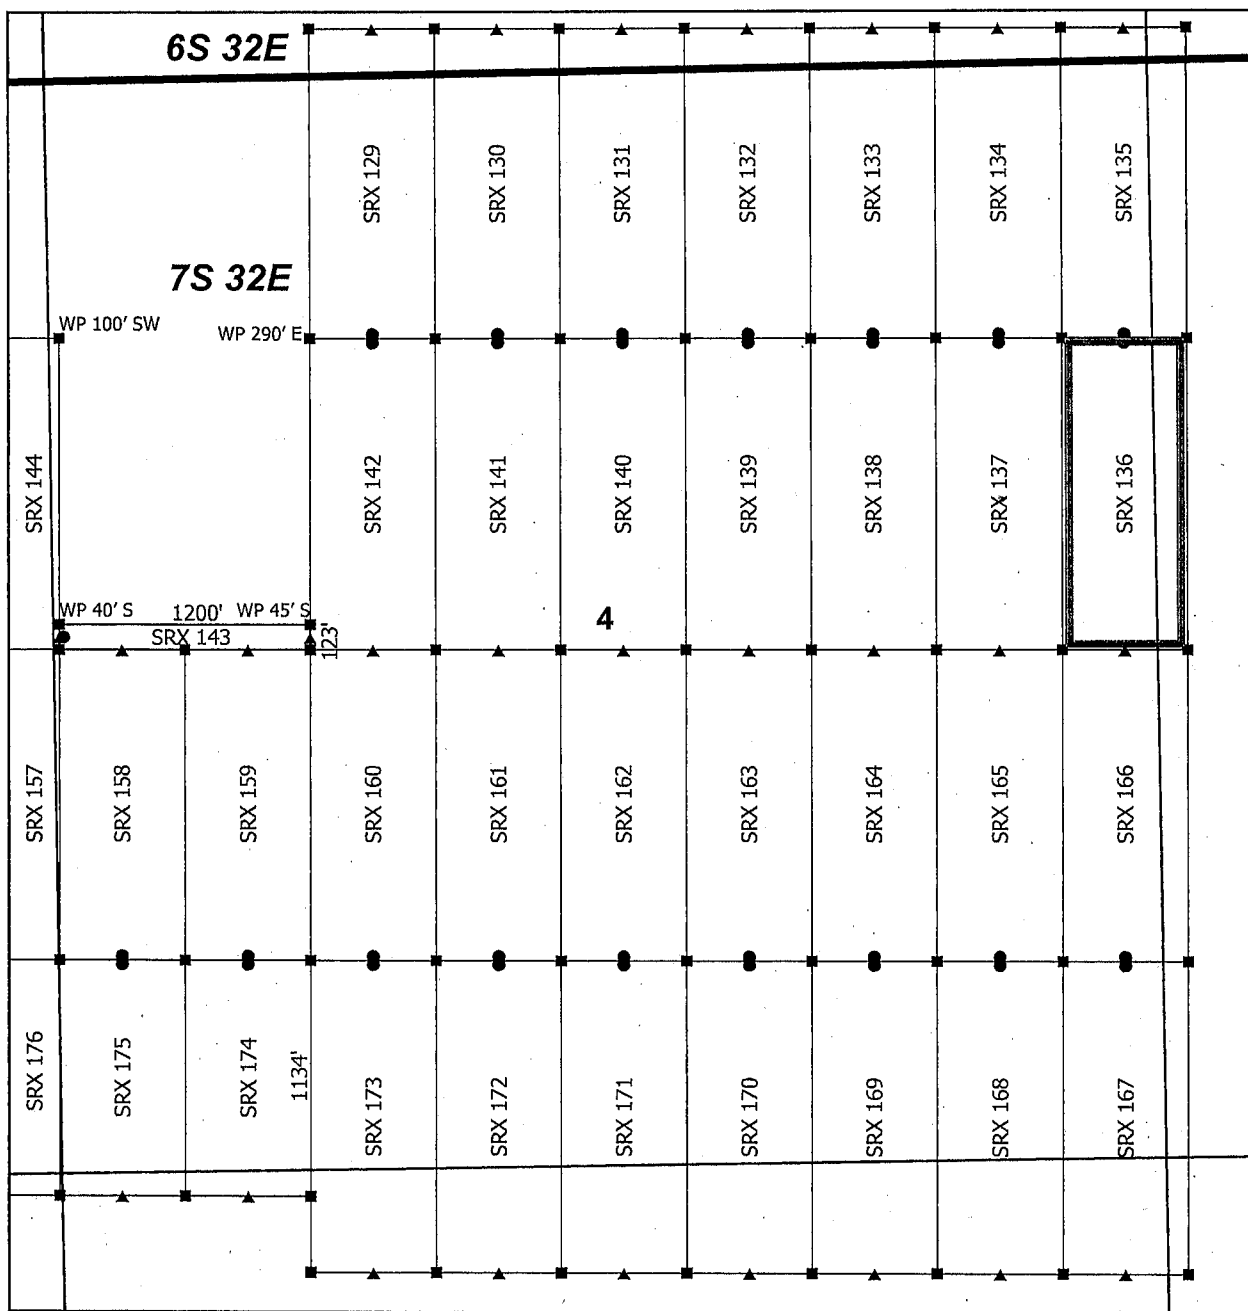 6S 32E
SRX 129
SRX 130
SRX 131
SRX 132
SRX 133
SRX 134
SRX 135
7S 32E
WP 100' SW
WP 290' E
SRX 144
SRX 142
SRX 141
SRX 140
SRX 139
SRX 138
SRX 137
SRX 136
WP 40' S
1200'
WP 45' S
SRX 143
123'
4
SRX 157
SRX 158
SRX 159
SRX 160
SRX 161
SRX 162
SRX 163
SRX 164
SRX 165
SRX 166
SRX 176
SRX 175
SRX 174
1134'
SRX 173
SRX 172
SRX 171
SRX 170
SRX 169
SRX 168
SRX 167